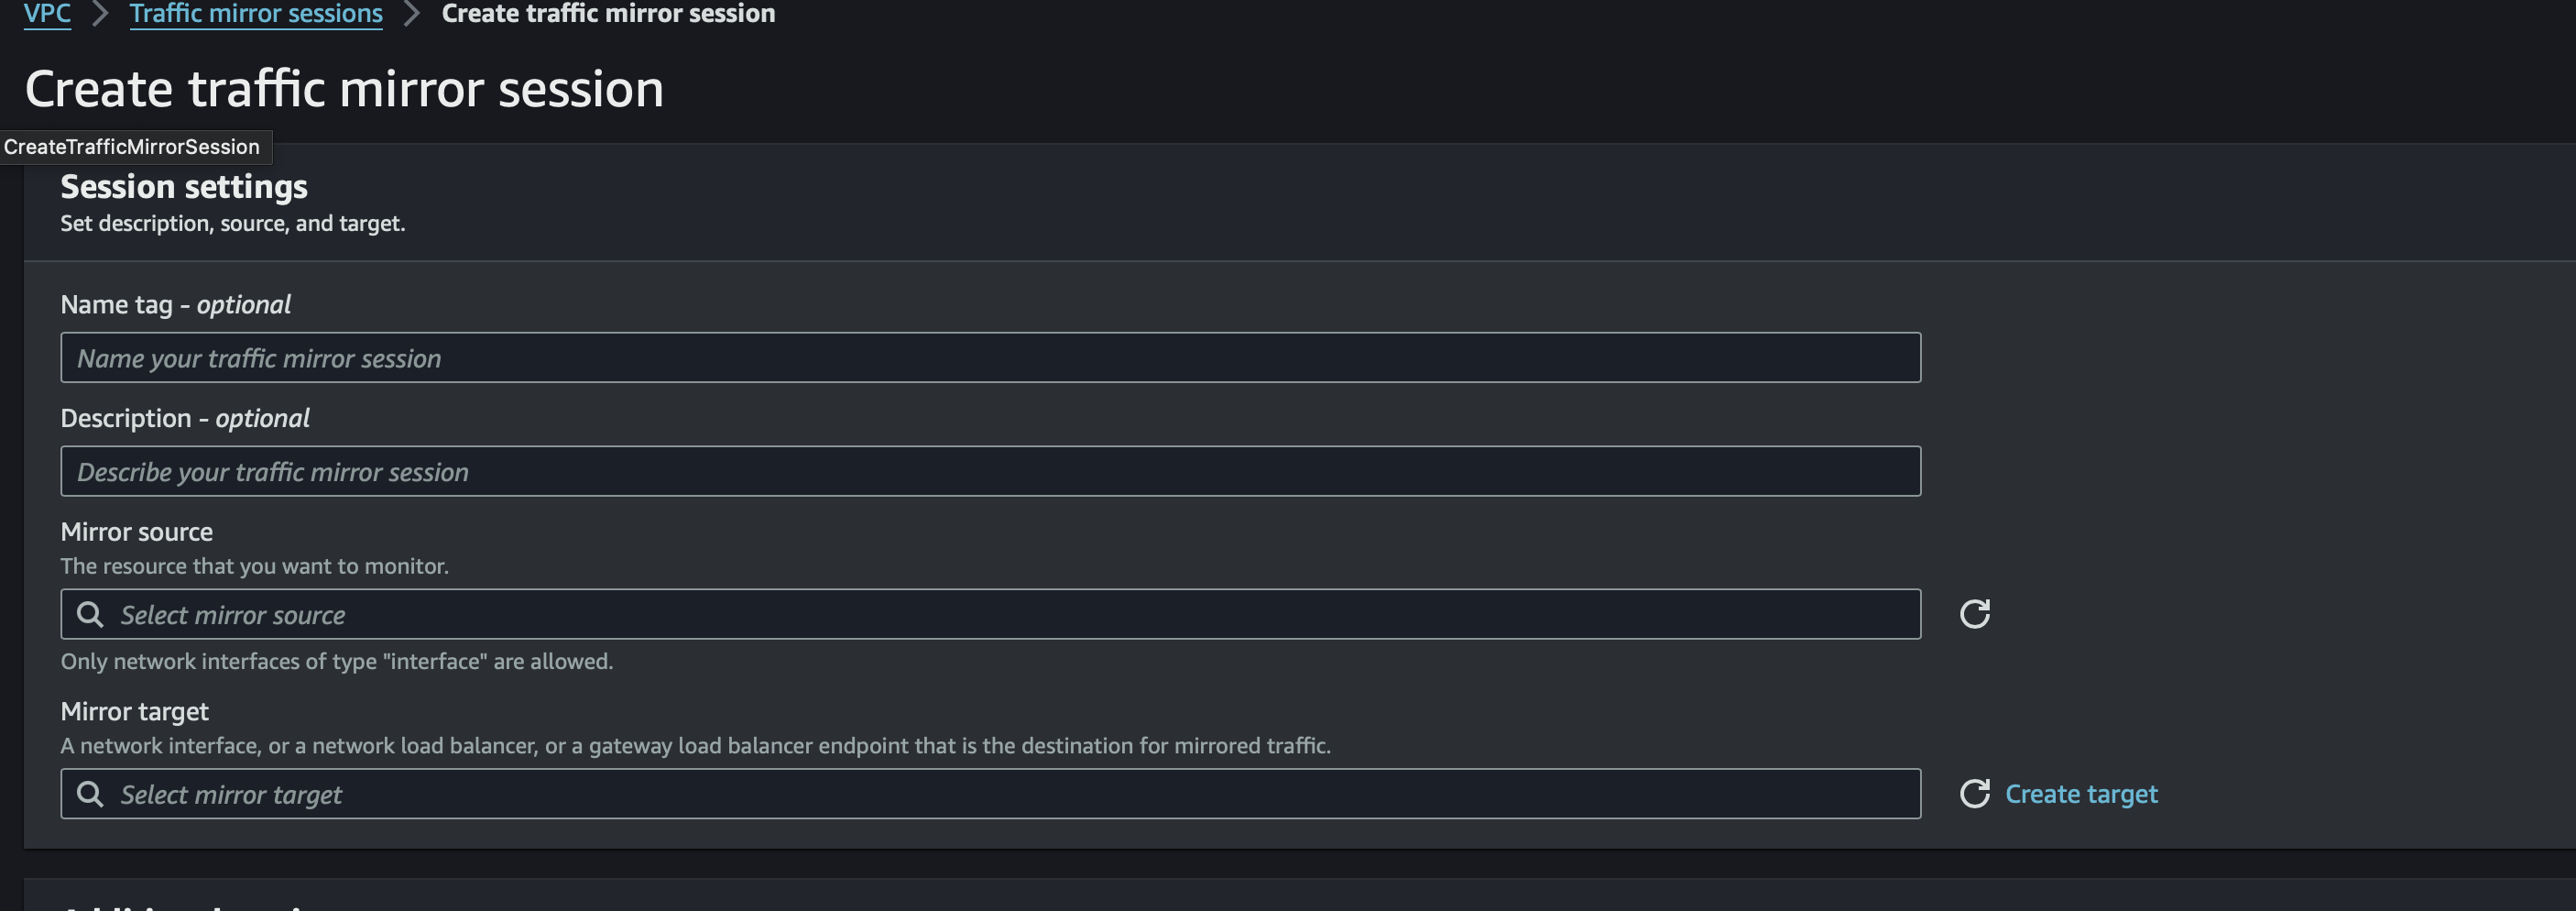 VPC > Traffic mirror sessions > Create traffic mirror session
Create traffic mirror session
CreateTrafficMirrorSession
Session settings
Set description, source, and target.
Name tag - optional
Name your traffic mirror session
Description - optional
Describe your traffic mirror session
Mirror source
The resource that you want to monitor.
Select mirror source
Only network interfaces of type "interface" are allowed.
Mirror target
A network interface, or a network load balancer, or a gateway load balancer endpoint that is the destination for mirrored traffic.
Select mirror target
Create target